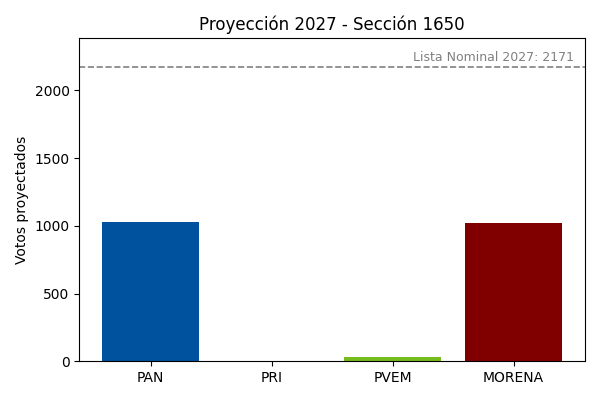 Proyección 2027 - Sección 1650
Lista Nominal 2027: 2171
Votos proyectados
2000
1500
1000
500
0
PAN PRI PVEM MORENA